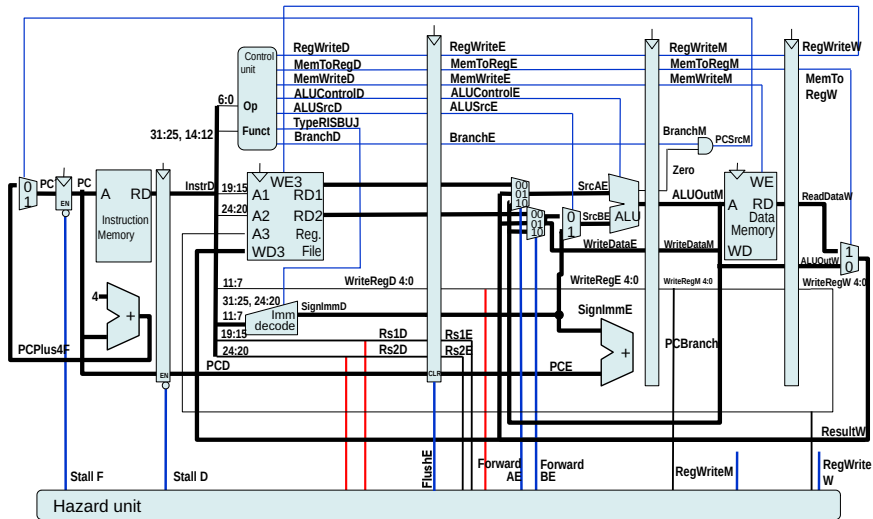 RegWriteD
RegWriteE
RegWriteM
RegWriteW
Control
unit
MemToRegD
MemToRegE
MemToRegM
MemWriteD
MemWriteE
MemWriteM
MemTo
RegW
ALUControlD
ALUControlE
6:0
Op
ALUSrcD
ALUSrcE
TypeRISBUJ
31:25, 14:12
Funct
BranchD
BranchE
BranchM
PCSrcM
Zero
0
1
PC
EN
PC
A
RD
Instruction
Memory
InstrD
19:15
WE3
A1
RD1
24:20
A2
RD2
A3
Reg.
WD3
File
00
01
10
00
01
10
SrcAE
0
1
SrcBE
ALU
ALUOutM
WE
A
RD
Data
Memory
WD
ReadDataW
WriteDataE
WriteDataM
1
0
ALUOutW
11:7
WriteRegD 4:0
WriteRegE 4:0
WriteRegM 4:0
WriteRegW 4:0
4
+
31:25, 24:20
11:7
Imm
decode
SignImmD
SignImmE
19:15
Rs1D
Rs1E
24:20
Rs2D
Rs2E
+
PCBranch
PCPlus4F
PCD
EN
CLR
PCE
ResultW
Stall F
Stall D
FlushE
Forward
AE
Forward
BE
RegWriteM
RegWrite
W
Hazard unit